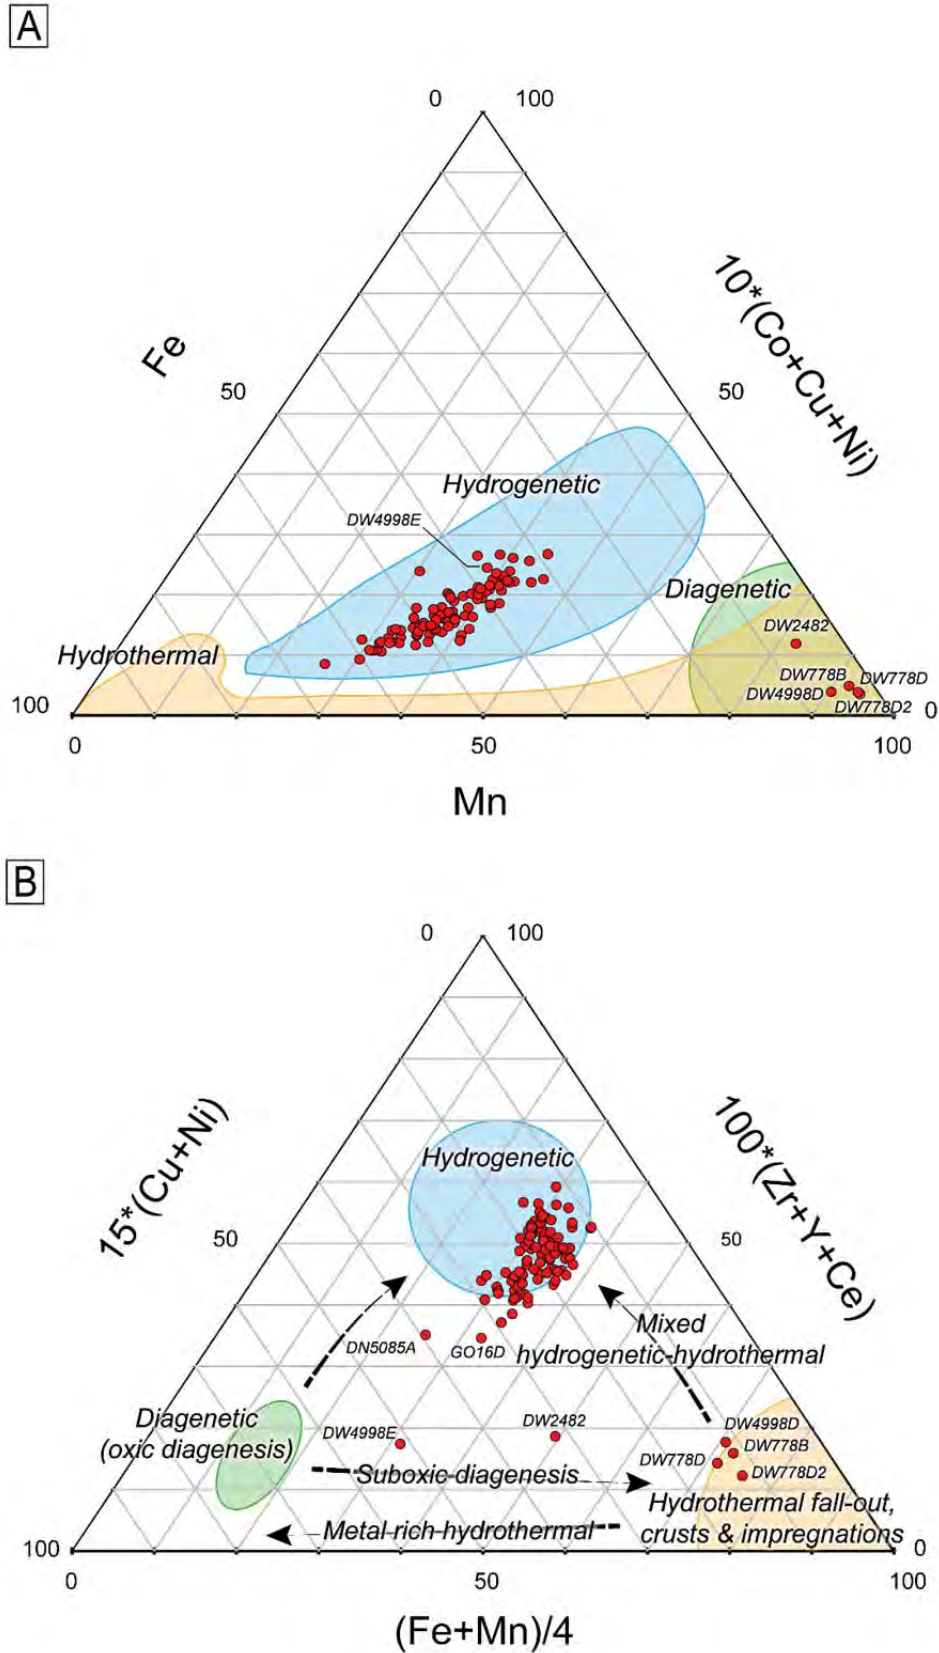 A
0 100
Fe
10*(Co+Cu+Ni)
50 50
Hydrogenetic
DW4998E
Diagenetic
DW2482
Hydrothermal
DW778B
DW778D
DW4998D
DW778D2
100 0
0 50 100
Mn
B
0 100
15*(Cu+Ni)
100*(Zr+Y+Ce)
Hydrogenetic
50 50
Mixed
hydrogenetic-hydrothermal
DN5085A
GO16D
Diagenetic
(oxic diagenesis)
DW4998E
DW2482
DW4998D
DW778B
DW778D
DW778D2
Suboxic diagenesis
Hydrothermal fall-out,
crusts & impregnations
Metal rich hydrothermal
100 0
0 50 100
(Fe+Mn)/4